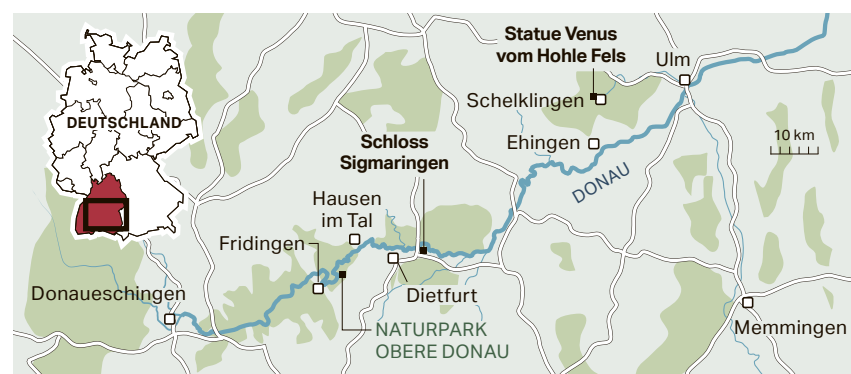 Statue Venus
vom Hohle Fels
Ulm
DEUTSCHLAND
Schelklingen
10 km
Schloss
Sigmaringen
Ehingen
DONAU
Hausen
im Tal
Fridingen
Donaueschingen
Dietfurt
NATURPARK
OBERE DONAU
Memmingen